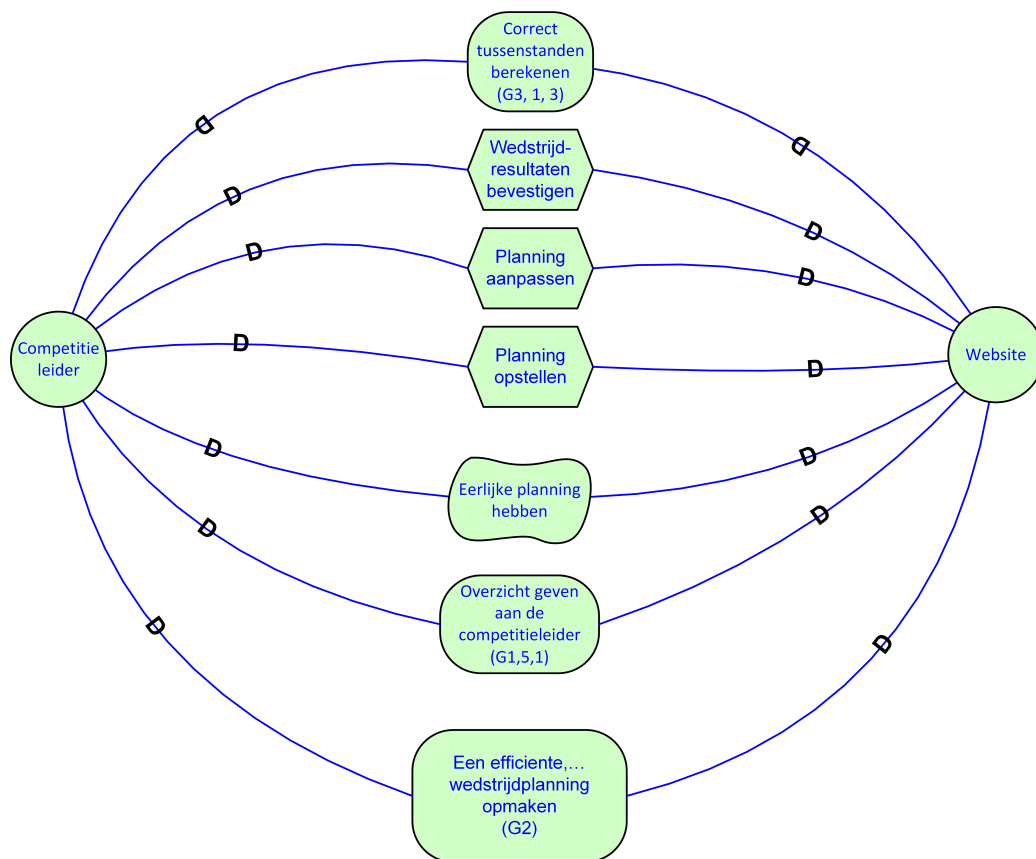 Correct
tussenstanden
berekenen
(G3, 1, 3)
D
D
Wedstrijd-
resultaten
bevestigen
D
D
Planning
aanpassen
D
D
Competitie
leider
Planning
opstellen
Website
D
D
Eerlijke planning
hebben
D
D
Overzicht geven
aan de
competitieleider
(G1,5,1)
D
D
Een efficiente,...
wedstrijdplanning
opmaken
(G2)
D
D